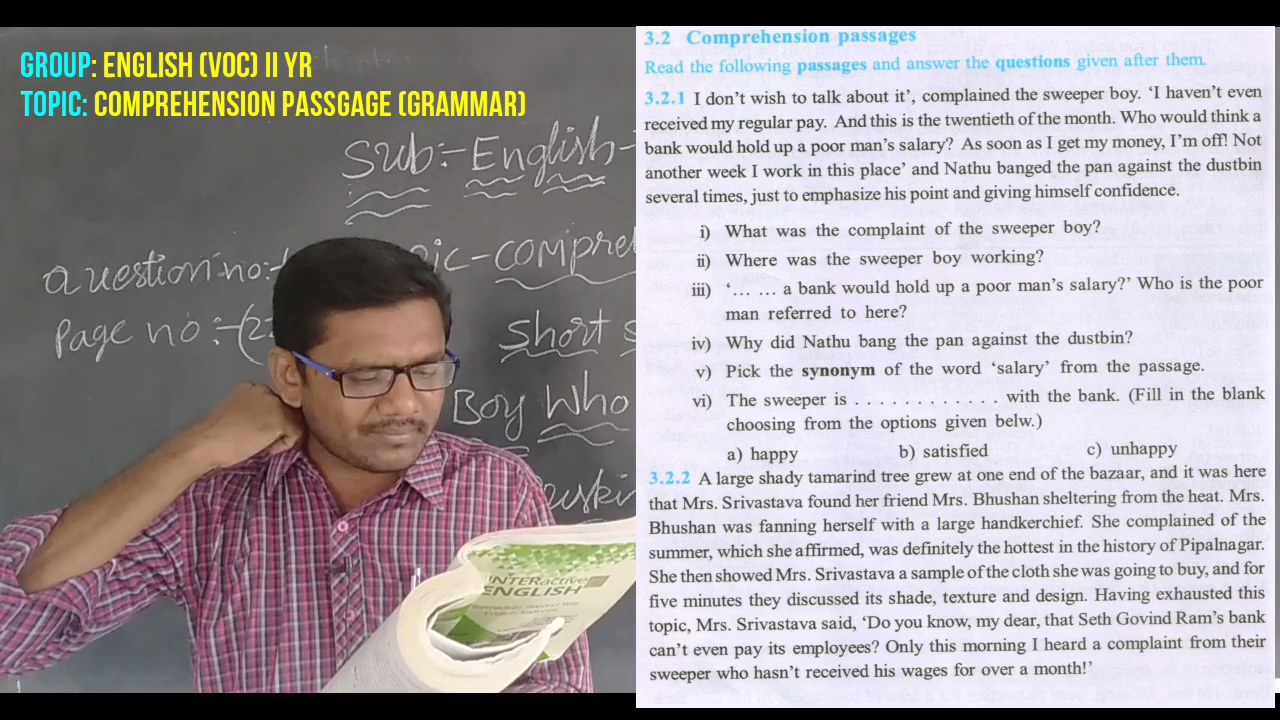 GROUP: ENGLISH (VOC) II YR
TOPIC: COMPREHENSION PASSGAGE (GRAMMAR)
Sub:- English-
Question no:-
pic-compre
Page no:-(2
Short s
Boy Who
Ruskin
INTERactive
ENGLISH
Intermediate Second Year
English Textbook
3.2 Comprehension passages
Read the following passages and answer the questions given after them.
3.2.1 I don't wish to talk about it', complained the sweeper boy. 'I haven't even
received my regular pay. And this is the twentieth of the month. Who would think a
bank would hold up a poor man's salary? As soon as I get my money, I'm off! Not
another week I work in this place' and Nathu banged the pan against the dustbin
several times, just to emphasize his point and giving himself confidence.
i) What was the complaint of the sweeper boy?
ii) Where was the sweeper boy working?
iii) '... ... a bank would hold up a poor man's salary?' Who is the poor
man referred to here?
iv) Why did Nathu bang the pan against the dustbin?
v) Pick the synonym of the word 'salary' from the passage.
vi) The sweeper is . . . . . . . . . . . . with the bank. (Fill in the blank
choosing from the options given belw.)
a) happy b) satisfied c) unhappy
3.2.2 A large shady tamarind tree grew at one end of the bazaar, and it was here
that Mrs. Srivastava found her friend Mrs. Bhushan sheltering from the heat. Mrs.
Bhushan was fanning herself with a large handkerchief. She complained of the
summer, which she affirmed, was definitely the hottest in the history of Pipalnagar.
She then showed Mrs. Srivastava a sample of the cloth she was going to buy, and for
five minutes they discussed its shade, texture and design. Having exhausted this
topic, Mrs. Srivastava said, 'Do you know, my dear, that Seth Govind Ram's bank
can't even pay its employees? Only this morning I heard a complaint from their
sweeper who hasn't received his wages for over a month!'